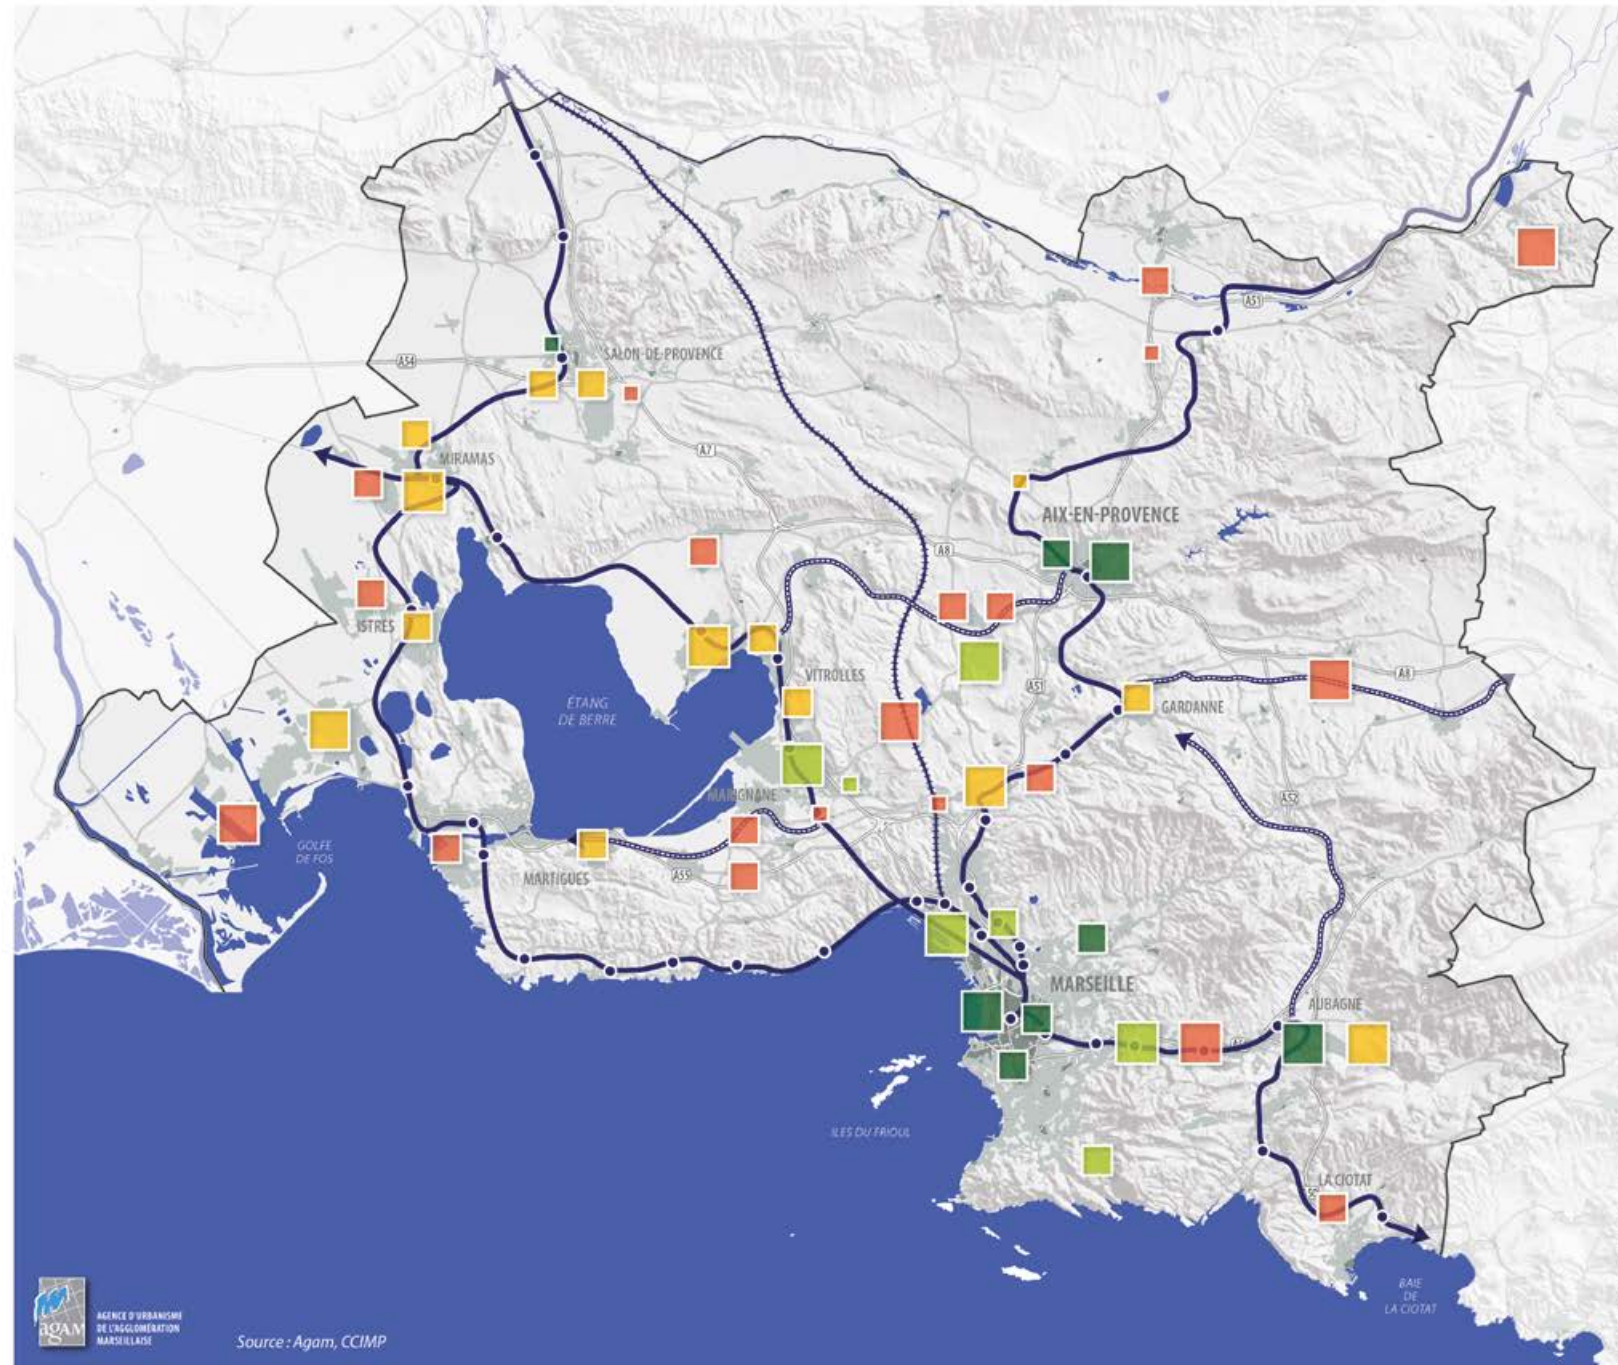 A51
A54
SALON-DE-PROVENCE
A7
MIRAMAS
AIX-EN-PROVENCE
A8
ISTRES
VITROLLES
A51
A8
GARDANNE
ÉTANG
DE BERRE
MARIGNANE
A52
GOLFE
DE FOS
MARTIGUES
A55
MARSEILLE
AUBAGNE
ILES DU FRIOUL
LA CIOTAT
BAIE
DE
LA CIOTAT
agAM
AGENCE D'URBANISME
DE L'AGGLOMÉRATION
MARSEILLAISE
Source : Agam, CCIMP